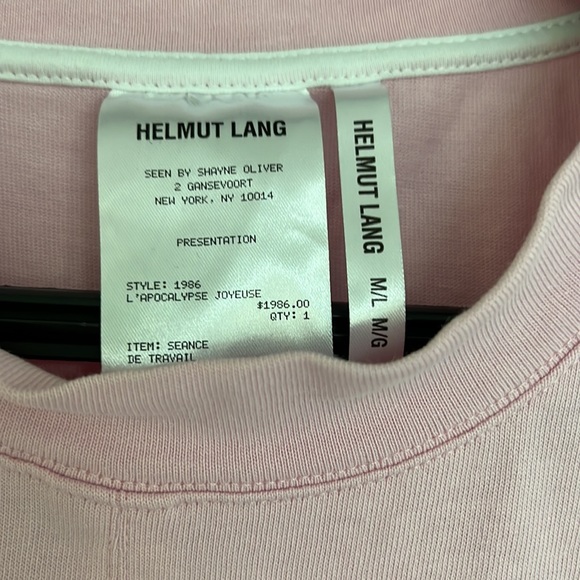 HELMUT LANG
SEEN BY SHAYNE OLIVER
2 GANSEVOORT
NEW YORK, NY 10014
PRESENTATION
STYLE: 1986
L'APOCALYPSE JOYEUSE
$1986.00
QTY: 1
ITEM: SEANCE
DE TRAVAIL
HELMUT LANG M/L M/G